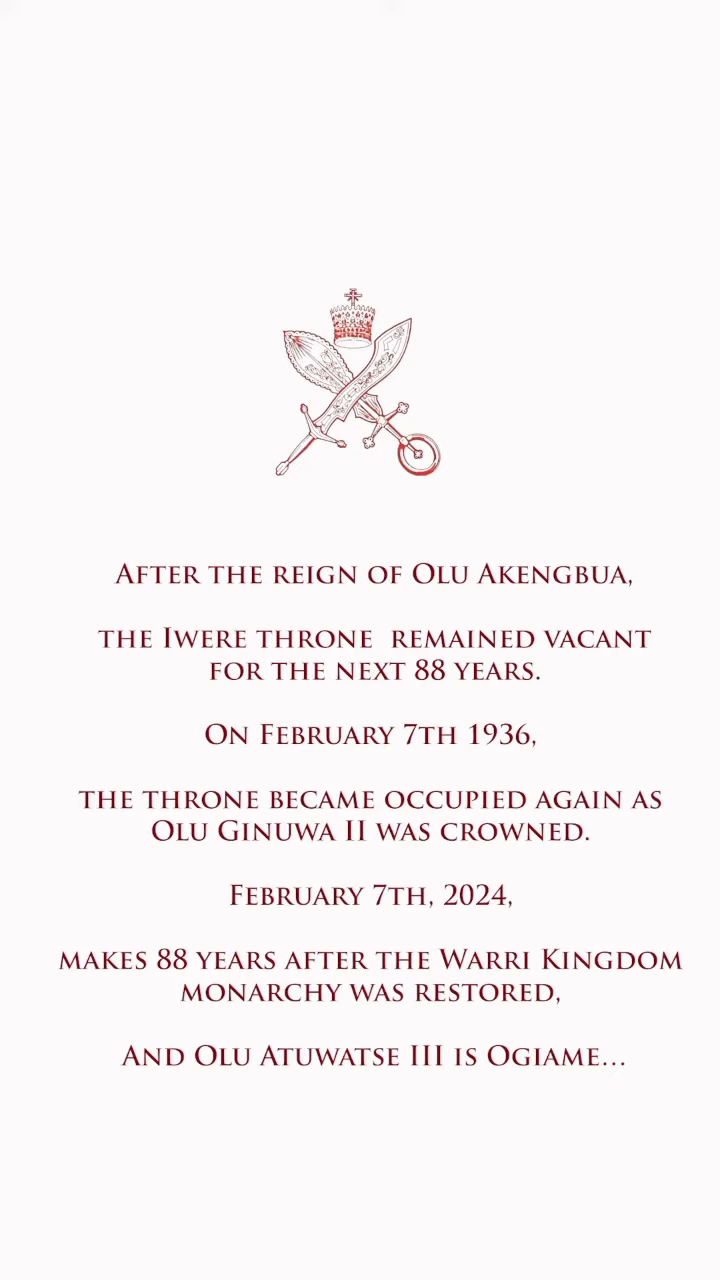 After the reign of Olu Akengbua,
the Iwere throne remained vacant
for the next 88 years.
On February 7th 1936,
the throne became occupied again as
Olu Ginuwa II was crowned.
February 7th, 2024,
makes 88 years after the Warri Kingdom
monarchy was restored,
And Olu Atuwatse III is Ogiame...